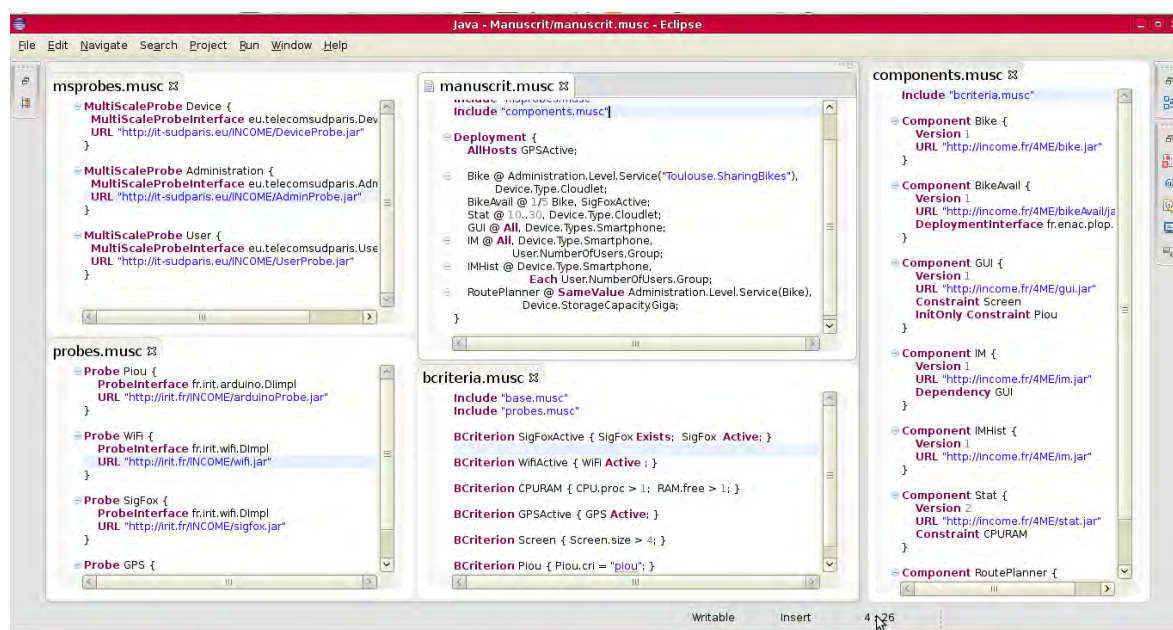 Java - Manuscrit/manuscrit.musc - Eclipse
File Edit Navigate Search Project Run Window Help
msprobes.musc
MultiScaleProbe Device {
MultiScaleProbeInterface eu.telecomsudparis.Dev
URL "http://it-sudparis.eu/INCOME/DeviceProbe.jar"
}
MultiScaleProbe Administration {
MultiScaleProbeInterface eu.telecomsudparis.Adn
URL "http://it-sudparis.eu/INCOME/AdminProbe.jar"
}
MultiScaleProbe User {
MultiScaleProbeInterface eu.telecomsudparis.Use
URL "http://it-sudparis.eu/INCOME/UserProbe.jar"
}
probes.musc
Probe Piou {
ProbeInterface fr.irit.arduino.DIimpl
URL "http://irit.fr/INCOME/arduinoProbe.jar"
}
Probe WiFi {
ProbeInterface fr.irit.wifi.DImpl
URL "http://irit.fr/INCOME/wifi.jar"
}
Probe SigFox {
ProbeInterface fr.irit.wifi.DImpl
URL "http://irit.fr/INCOME/sigfox.jar"
}
Probe GPS {
manuscrit.musc
Include "msprobes.musc"
Include "components.musc"
Deployment {
AllHosts GPSActive;
Bike @ Administration.Level.Service("Toulouse.SharingBikes"),
Device.Type.Cloudlet;
BikeAvail @ 1/5 Bike, SigFoxActive;
Stat @ 10..30, Device.Type.Cloudlet;
GUI @ All, Device.Types.Smartphone;
IM @ All, Device.Type.Smartphone,
User.NumberOfUsers.Group;
IMHist @ Device.Type.Smartphone,
Each User.NumberOfUsers.Group;
RoutePlanner @ SameValue Administration.Level.Service(Bike),
Device.StorageCapacity.Giga;
}
bcriteria.musc
Include "base.musc"
Include "probes.musc"
BCriterion SigFoxActive { SigFox Exists; SigFox Active; }
BCriterion WifiActive { WiFi Active ; }
BCriterion CPURAM { CPU.proc > 1; RAM.free > 1; }
BCriterion GPSActive { GPS Active; }
BCriterion Screen { Screen.size > 4; }
BCriterion Piou { Piou.cri = "piou"; }
components.musc
Include "bcriteria.musc"
Component Bike {
Version 1
URL "http://income.fr/4ME/bike.jar"
}
Component BikeAvail {
Version 1
URL "http://income.fr/4ME/bikeAvail/ja
DeploymentInterface fr.enac.plop.
}
Component GUI {
Version 1
URL "http://income.fr/4ME/gui.jar"
Constraint Screen
InitOnly Constraint Piou
}
Component IM {
Version 1
URL "http://income.fr/4ME/im.jar"
Dependency GUI
}
Component IMHist {
Version 1
URL "http://income.fr/4ME/im.jar"
}
Component Stat {
Version 2
URL "http://income.fr/4ME/stat.jar"
Constraint CPURAM
}
Component RoutePlanner {
Writable Insert 4 : 26